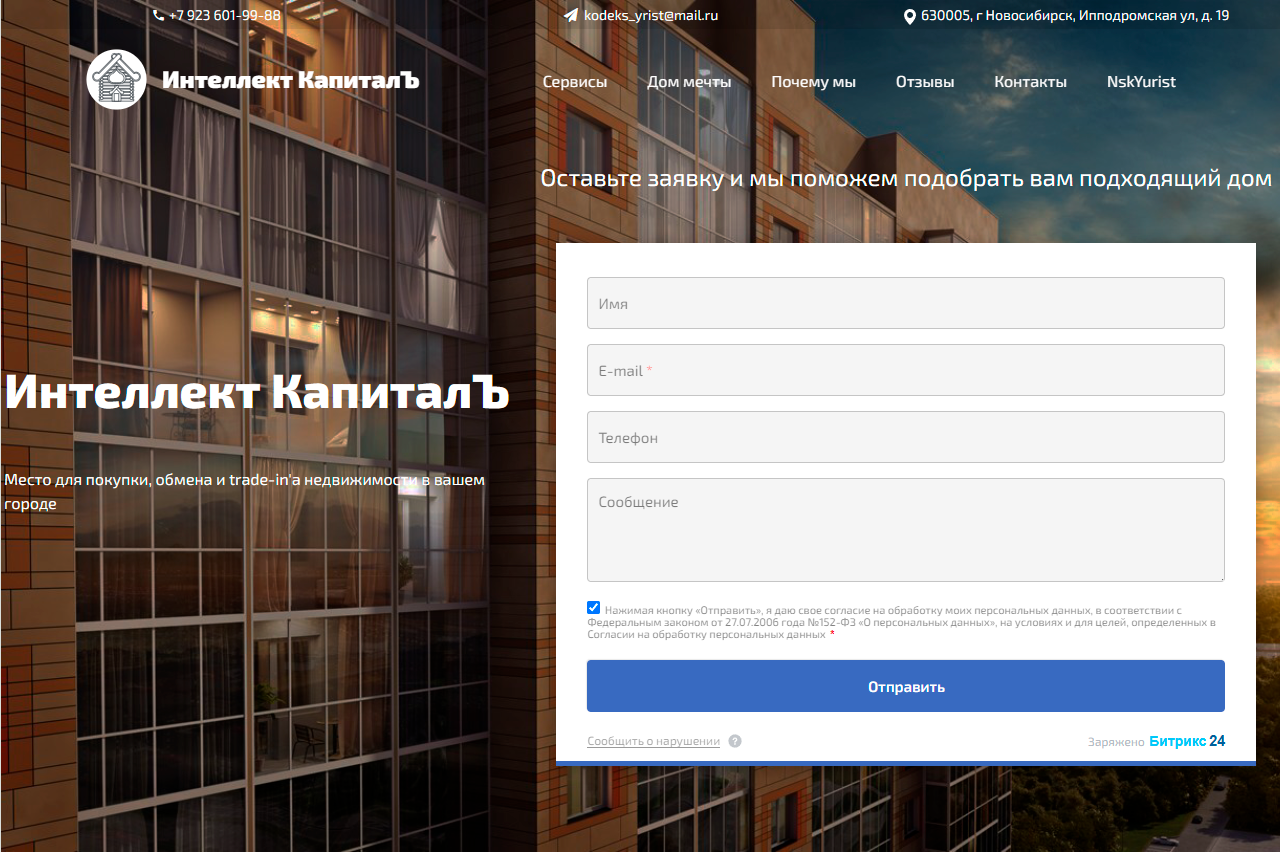 +7 923 601-99-88
kodeks_yrist@mail.ru
630005, г Новосибирск, Ипподромская ул, д. 19
Интеллект КапиталЪ
Сервисы
Дом мечты
Почему мы
Отзывы
Контакты
NskYurist
Оставьте заявку и мы поможем подобрать вам подходящий дом
Интеллект КапиталЪ
Место для покупки, обмена и trade-in'а недвижимости в вашем
городе
Имя
E-mail *
Телефон
Сообщение
Нажимая кнопку «Отправить», я даю свое согласие на обработку моих персональных данных, в соответствии с
Федеральным законом от 27.07.2006 года №152-ФЗ «О персональных данных», на условиях и для целей, определенных в
Согласии на обработку персональных данных *
Отправить
Сообщить о нарушении ?
Заряжено Битрикс 24